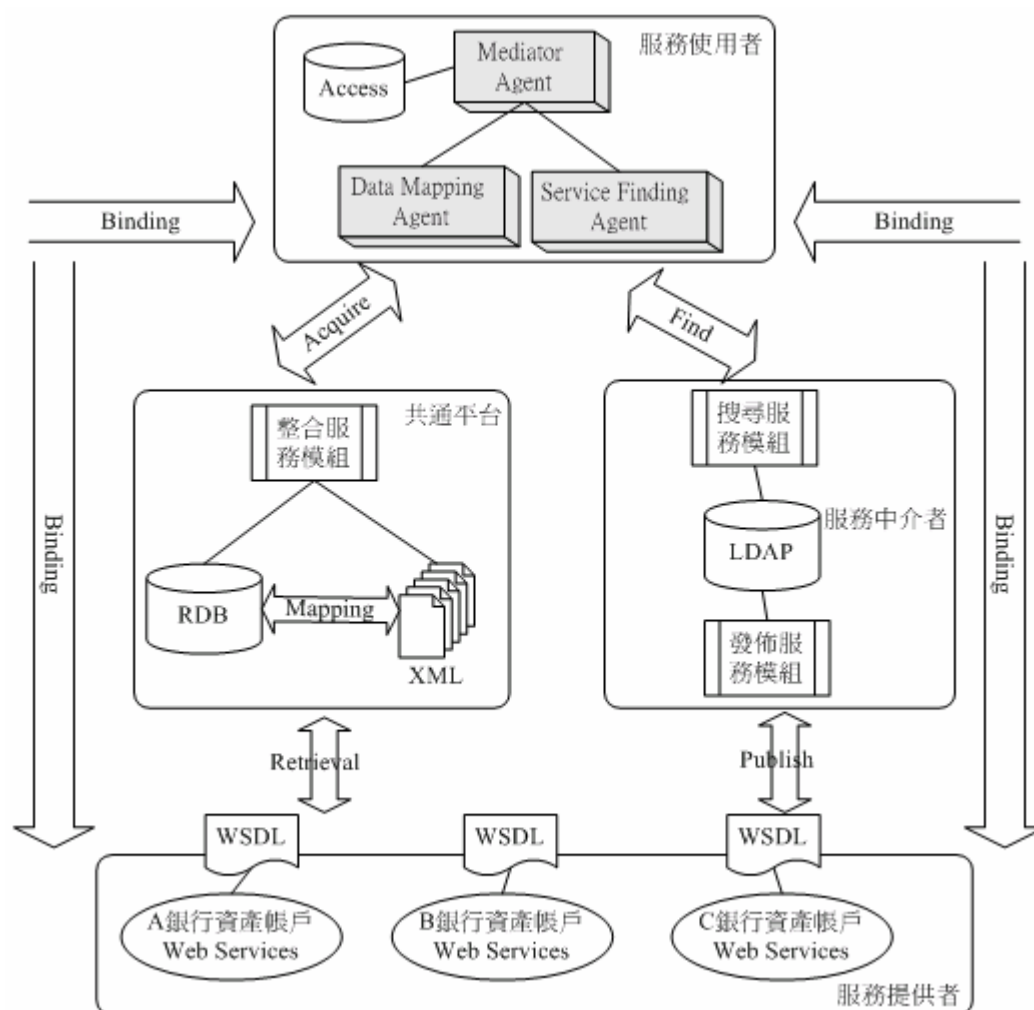 服務使用者
Mediator
Agent
Access
Data Mapping
Agent
Service Finding
Agent
Binding
Binding
Acquire
Find
共通平台
整合服
務模組
搜尋服
務模組
服務中介者
LDAP
Binding
Binding
RDB
Mapping
XML
發佈服
務模組
Retrieval
Publish
WSDL
WSDL
WSDL
A銀行資產帳戶
Web Services
B銀行資產帳戶
Web Services
C銀行資產帳戶
Web Services
服務提供者